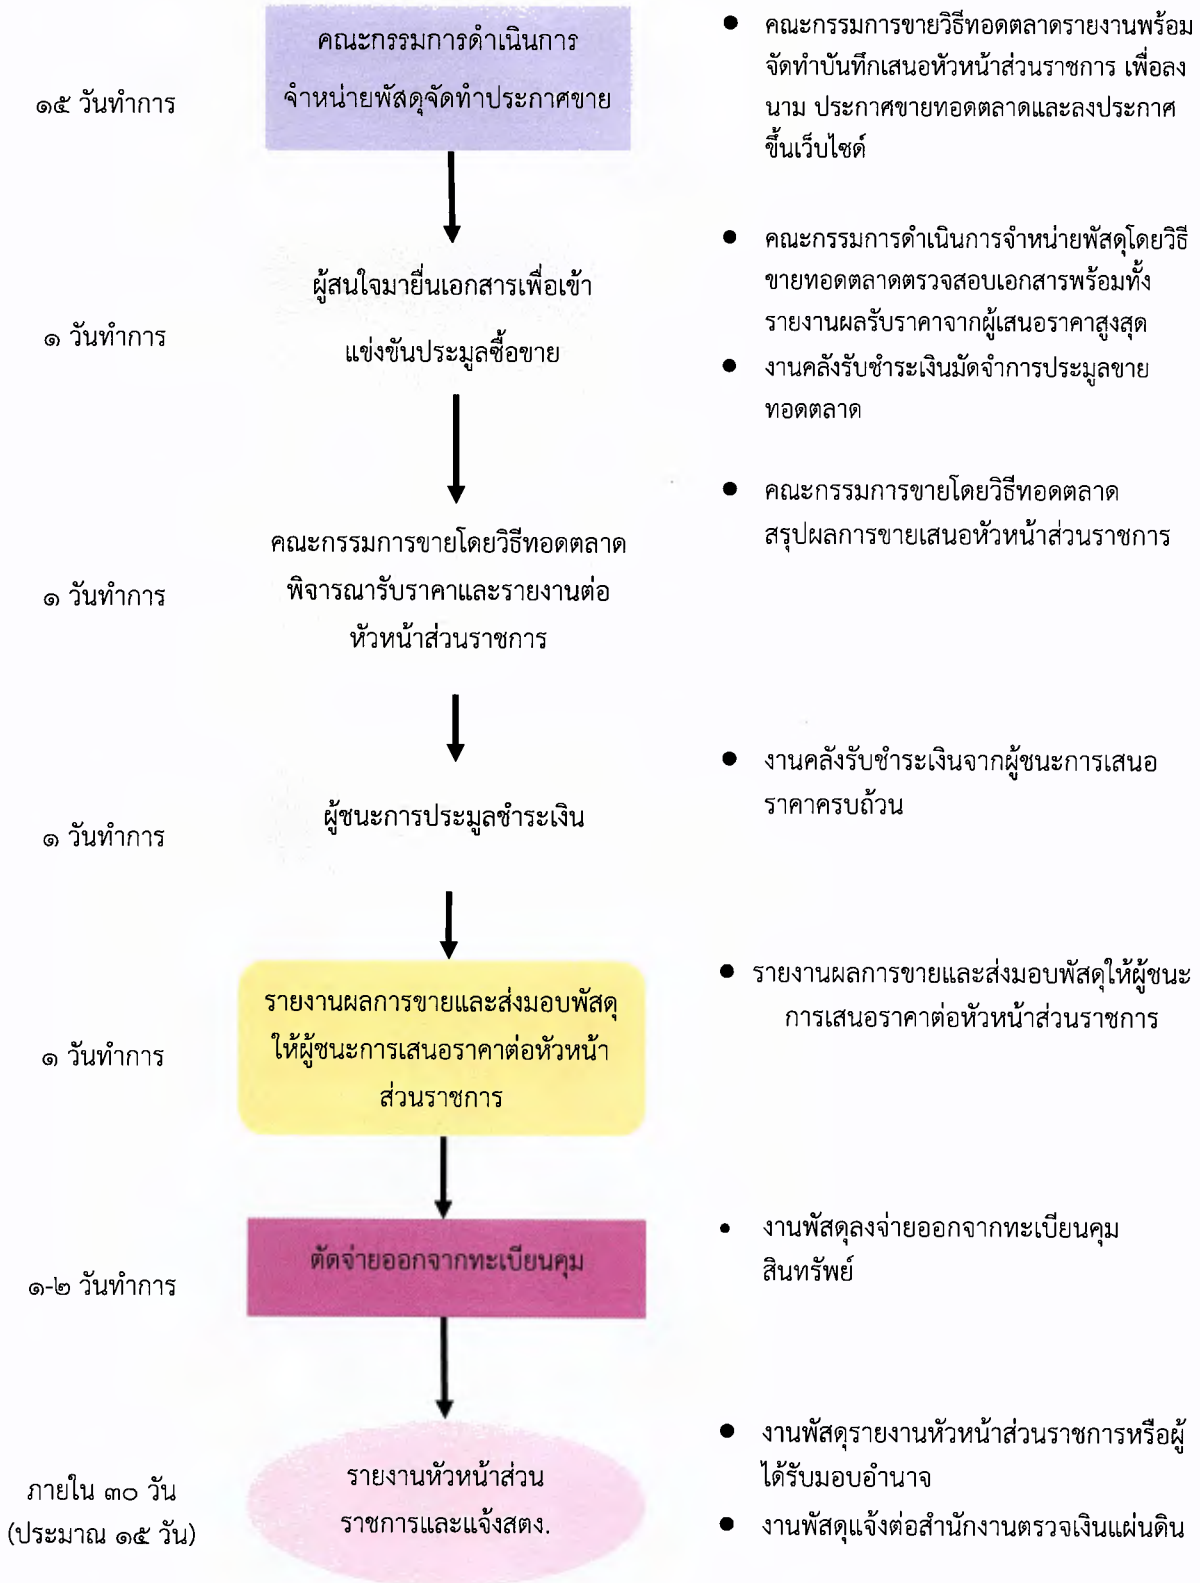 คณะกรรมการดำเนินการ
จำหน่ายพัสดุจัดทำประกาศขาย
๑๕ วันทำการ
● คณะกรรมการขายวิธีทอดตลาดรายงานพร้อม
จัดทำบันทึกเสนอหัวหน้าส่วนราชการ เพื่อลง
นาม ประกาศขายทอดตลาดและลงประกาศ
ขึ้นเว็บไซด์
ผู้สนใจมายื่นเอกสารเพื่อเข้า
แข่งขันประมูลซื้อขาย
๑ วันทำการ
● คณะกรรมการดำเนินการจำหน่ายพัสดุโดยวิธี
ขายทอดตลาดตรวจสอบเอกสารพร้อมทั้ง
รายงานผลรับราคาจากผู้เสนอราคาสูงสุด
● งานคลังรับชำระเงินมัดจำการประมูลขาย
ทอดตลาด
คณะกรรมการขายโดยวิธีทอดตลาด
พิจารณารับราคาและรายงานต่อ
หัวหน้าส่วนราชการ
๑ วันทำการ
● คณะกรรมการขายโดยวิธีทอดตลาด
สรุปผลการขายเสนอหัวหน้าส่วนราชการ
ผู้ชนะการประมูลชำระเงิน
๑ วันทำการ
● งานคลังรับชำระเงินจากผู้ชนะการเสนอ
ราคาครบถ้วน
รายงานผลการขายและส่งมอบพัสดุ
ให้ผู้ชนะการเสนอราคาต่อหัวหน้า
ส่วนราชการ
๑ วันทำการ
● รายงานผลการขายและส่งมอบพัสดุให้ผู้ชนะ
การเสนอราคาต่อหัวหน้าส่วนราชการ
ตัดจ่ายออกจากทะเบียนคุม
๑-๒ วันทำการ
• งานพัสดุลงจ่ายออกจากทะเบียนคุม
สินทรัพย์
รายงานหัวหน้าส่วน
ราชการและแจ้งสตง.
ภายใน ๓๐ วัน
(ประมาณ ๑๕ วัน)
● งานพัสดุรายงานหัวหน้าส่วนราชการหรือผู้
ได้รับมอบอำนาจ
● งานพัสดุแจ้งต่อสำนักงานตรวจเงินแผ่นดิน